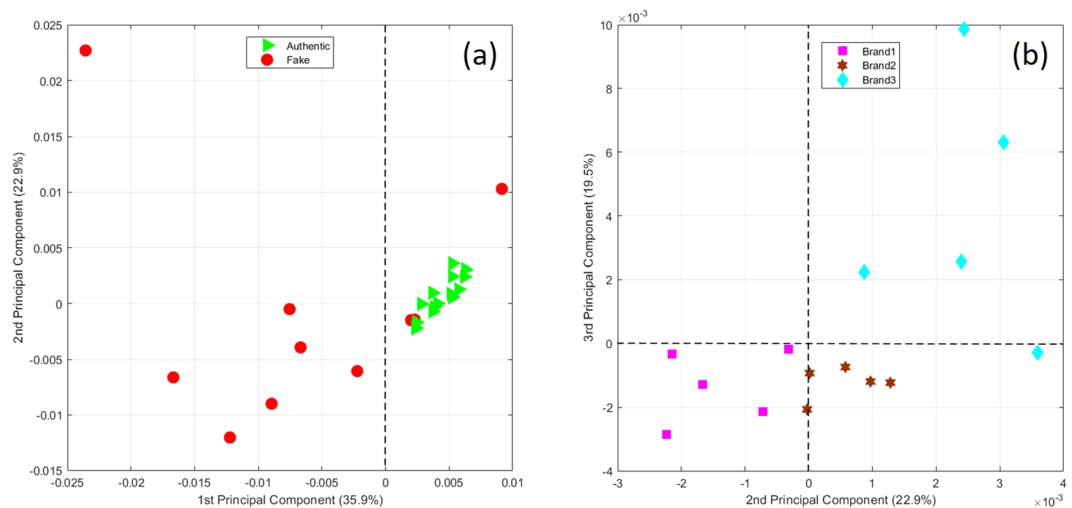 (a)
Authentic
Fake
0.025
0.02
0.015
0.01
0.005
0
-0.005
-0.01
-0.015
2nd Principal Component (22.9%)
-0.025 -0.02 -0.015 -0.01 -0.005 0 0.005 0.01
1st Principal Component (35.9%)
×10⁻³
(b)
Brand1
Brand2
Brand3
10
8
6
4
2
0
-2
-4
3rd Principal Component (19.5%)
-3 -2 -1 0 1 2 3 4
2nd Principal Component (22.9%)
×10⁻³